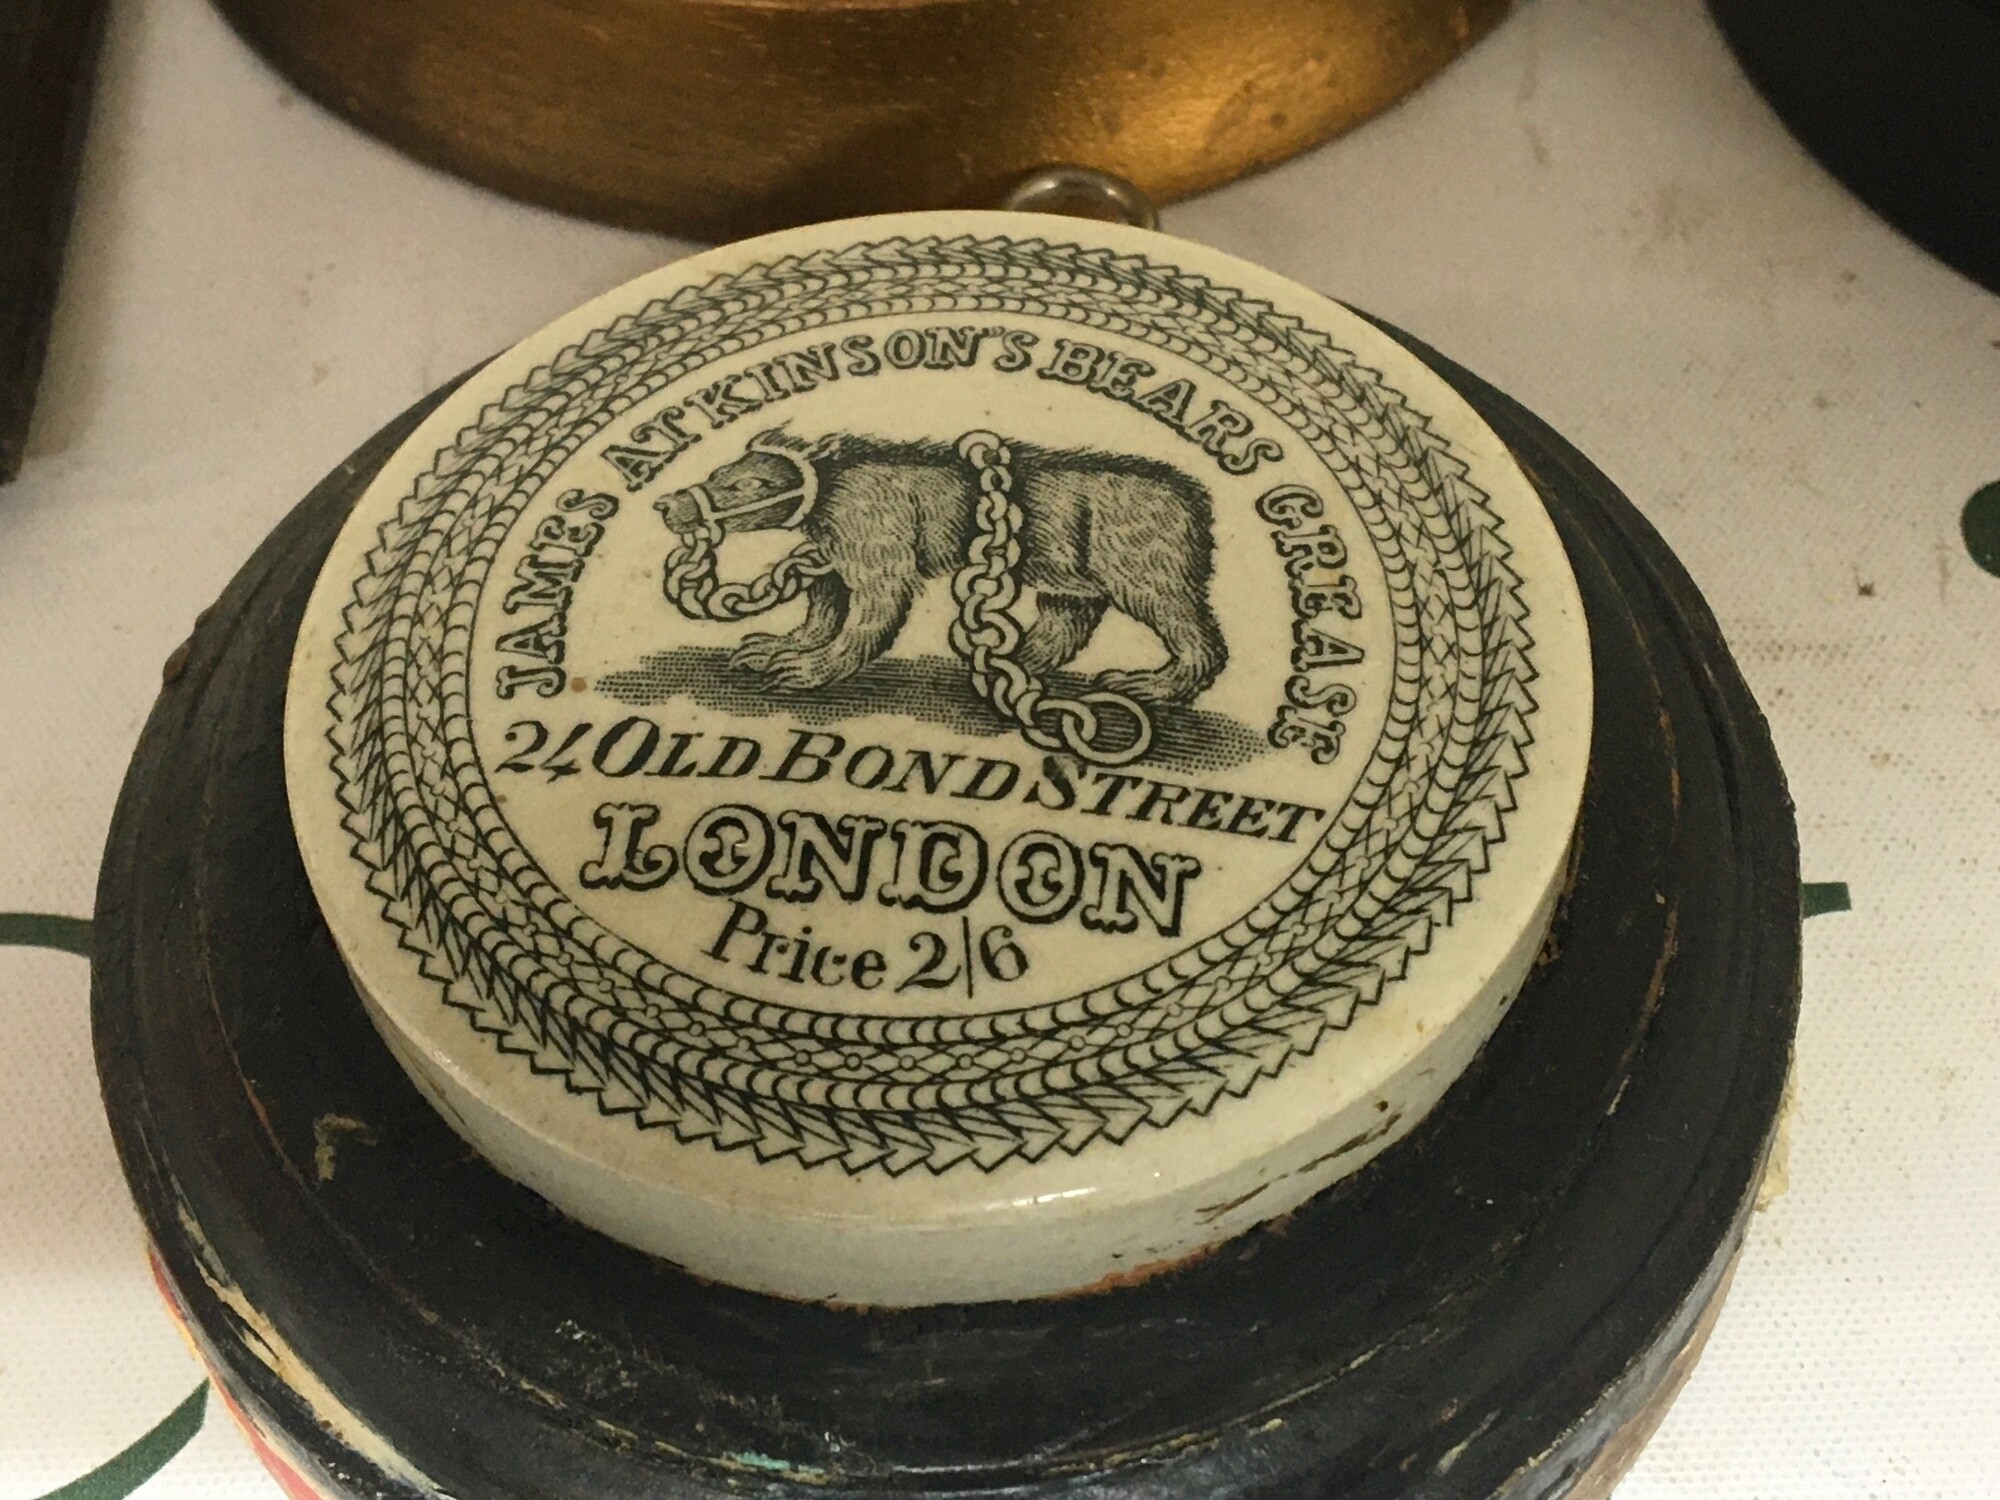 JAMES ATKINSON'S BEARS GREASE
24 OLD BOND STREET
LONDON
Price 2/6